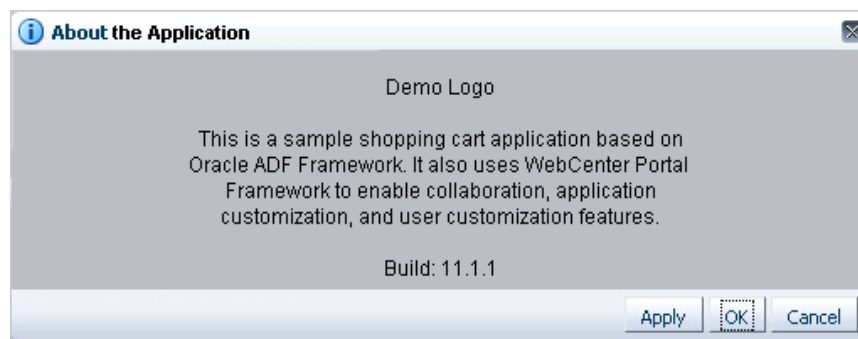 About the Application
Demo Logo
This is a sample shopping cart application based on
Oracle ADF Framework. It also uses WebCenter Portal
Framework to enable collaboration, application
customization, and user customization features.
Build: 11.1.1
Apply OK Cancel